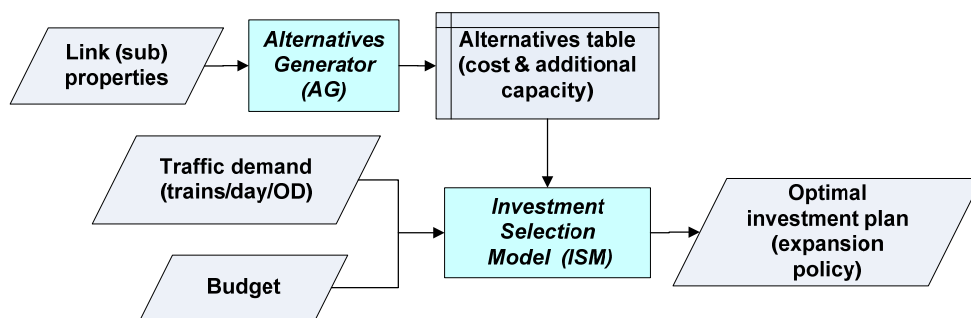 Link (sub)
properties
Alternatives
Generator
(AG)
Alternatives table
(cost & additional
capacity)
Traffic demand
(trains/day/OD)
Budget
Investment
Selection
Model (ISM)
Optimal
investment plan
(expansion
policy)